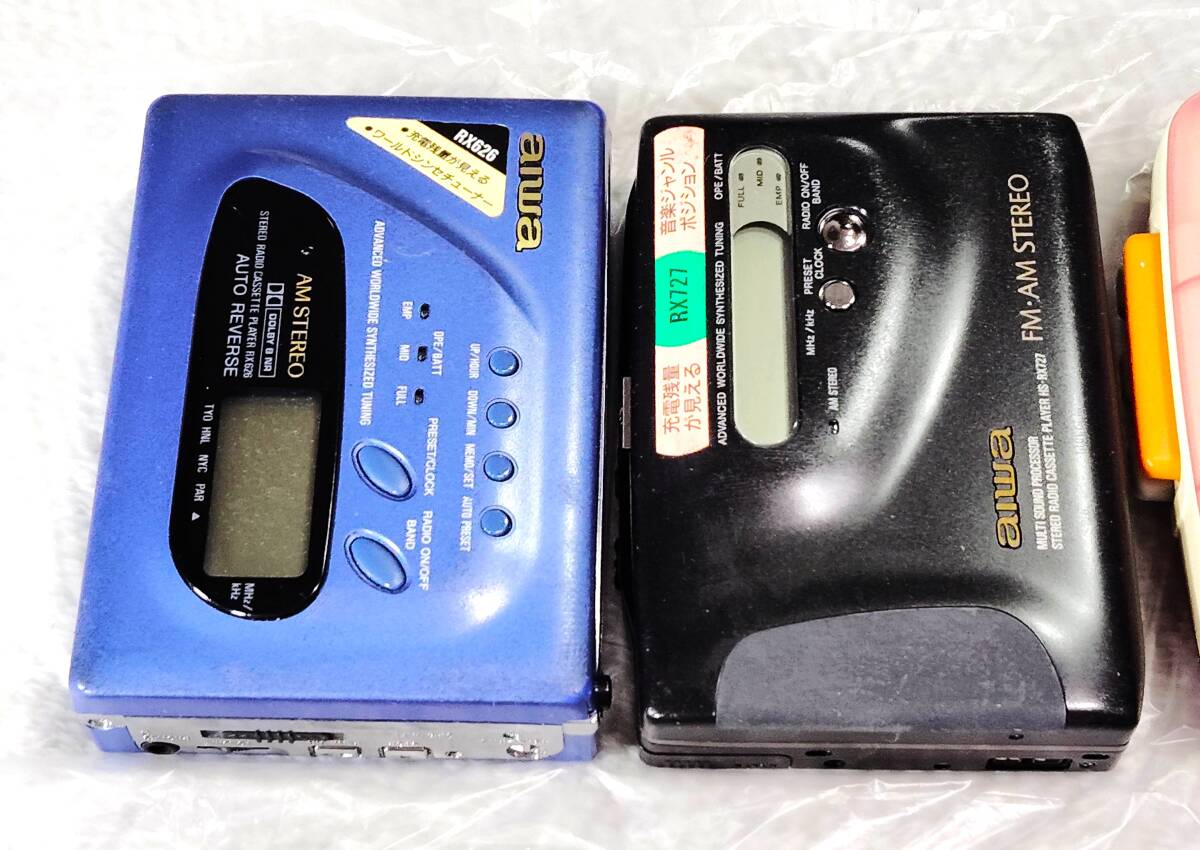 aiwa
RX626
• 充電残量が見える
• ワールドシンセチューナー
AM STEREO
DOLBY B NR
STEREO RADIO CASSETTE PLAYER RX626
AUTO REVERSE
ADVANCED WORLDWIDE SYNTHESIZED TUNING
EMP MID FULL
OPE/BATT
UP/HOUR DOWN/MIN MEMO/SET AUTO PRESET
PRESET/CLOCK
RADIO ON/OFF
BAND
TYO HNL NYC PAR ▲
MHz/
kHz
音楽ジャンル
ポジション
RX727
充電残量
が見える
ADVANCED WORLDWIDE SYNTHESIZED TUNING
OPE/BATT
FULL
MID
EMP
RADIO ON/OFF
BAND
PRESET
CLOCK
MHz/kHz
AM STEREO
FM·AM STEREO
aiwa
MULTI SOUND PROCESSOR
STEREO RADIO CASSETTE PLAYER HS-RX727